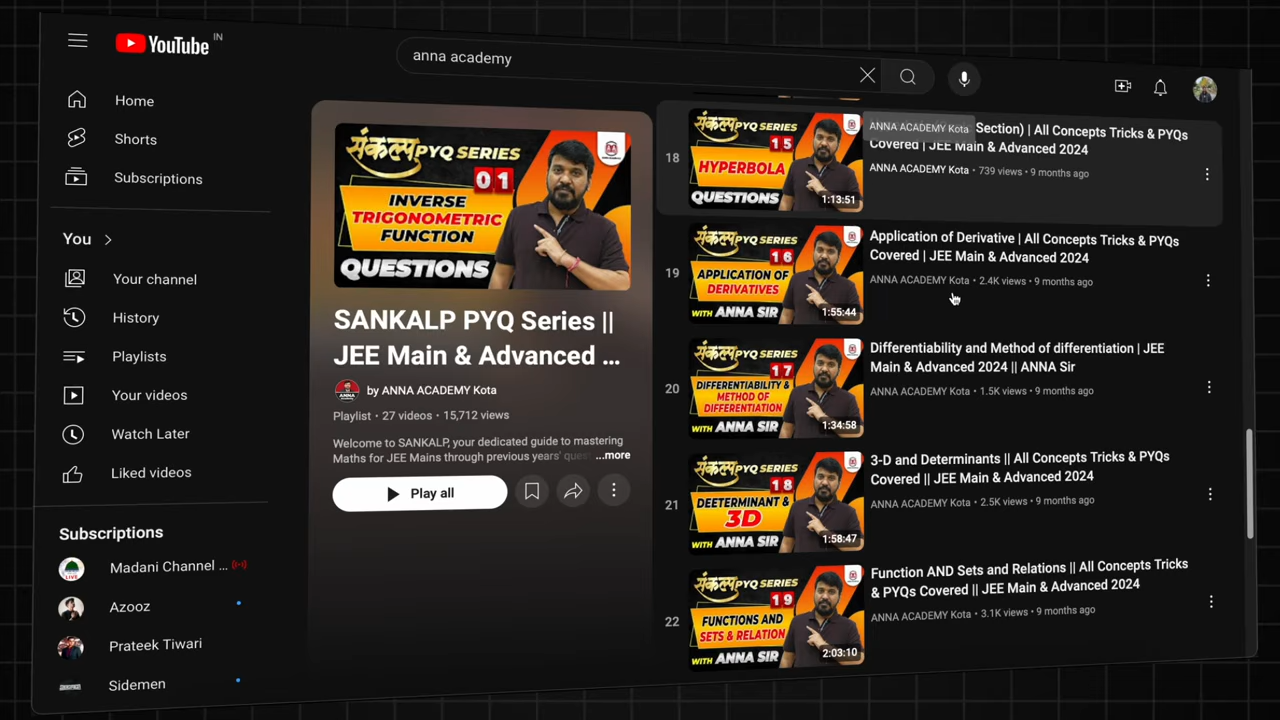 YouTube IN
anna academy
Home
Shorts
Subscriptions
You
Your channel
History
Playlists
Your videos
Watch Later
Liked videos
Subscriptions
Madani Channel ...
Azooz
Prateek Tiwari
Sidemen
संकल्प PYQ SERIES
01
INVERSE
TRIGONOMETRIC
FUNCTION
QUESTIONS
SANKALP PYQ Series ||
JEE Main & Advanced ...
ANNA
by ANNA ACADEMY Kota
Playlist • 27 videos • 15,712 views
Welcome to SANKALP, your dedicated guide to mastering
Maths for JEE Mains through previous years' ques ...more
Play all
18
संकल्प PYQ SERIES
15
HYPERBOLA
QUESTIONS
1:13:51
ANNA ACADEMY Kota
Section) | All Concepts Tricks & PYQs
Covered | JEE Main & Advanced 2024
ANNA ACADEMY Kota • 739 views • 9 months ago
19
संकल्प PYQ SERIES
16
APPLICATION OF
DERIVATIVES
WITH ANNA SIR
1:55:44
Application of Derivative | All Concepts Tricks & PYQs
Covered | JEE Main & Advanced 2024
ANNA ACADEMY Kota • 2.4K views • 9 months ago
20
संकल्प PYQ SERIES
17
DIFFERENTIABILITY &
METHOD OF
DIFFERENTIATION
WITH ANNA SIR
1:34:58
Differentiability and Method of differentiation | JEE
Main & Advanced 2024 || ANNA Sir
ANNA ACADEMY Kota • 1.5K views • 9 months ago
21
संकल्प PYQ SERIES
18
DEETERMINANT &
3D
WITH ANNA SIR
1:58:47
3-D and Determinants || All Concepts Tricks & PYQs
Covered || JEE Main & Advanced 2024
ANNA ACADEMY Kota • 2.5K views • 9 months ago
22
संकल्प PYQ SERIES
19
FUNCTIONS AND
SETS & RELATION
WITH ANNA SIR
2:03:10
Function AND Sets and Relations || All Concepts Tricks
& PYQs Covered || JEE Main & Advanced 2024
ANNA ACADEMY Kota • 3.1K views • 9 months ago